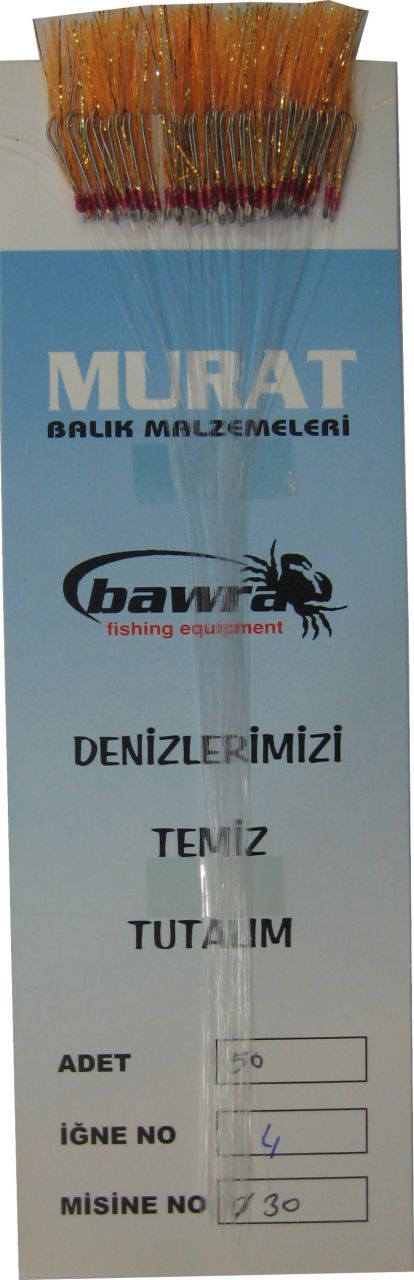 MURAT
BALIK MALZEMELERİ
bawra
fishing equipment
DENİZLERİMİZİ
TEMİZ
TUTALIM
ADET 50
İĞNE NO 4
MİSİNE NO Ø30